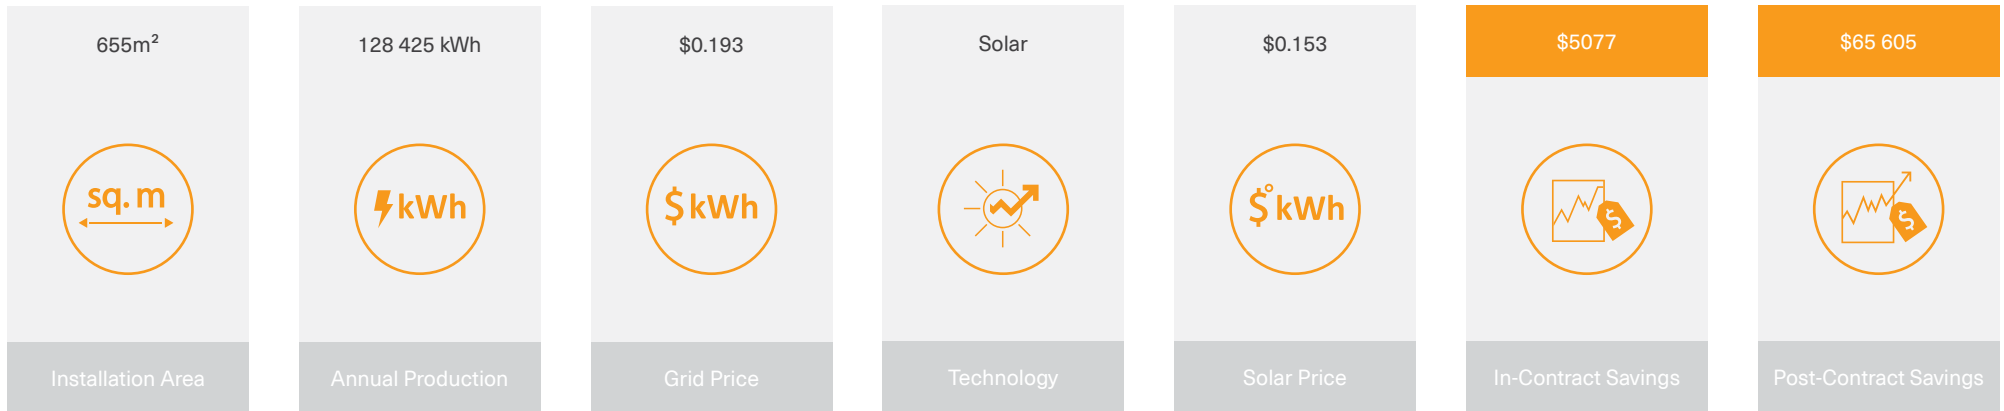 655m²
128 425 kWh
$0.193
Solar
$0.153
$5077
$65 605
sq. m
kWh
$kWh
$°kWh
$
$
Installation Area
Annual Production
Grid Price
Technology
Solar Price
In-Contract Savings
Post-Contract Savings